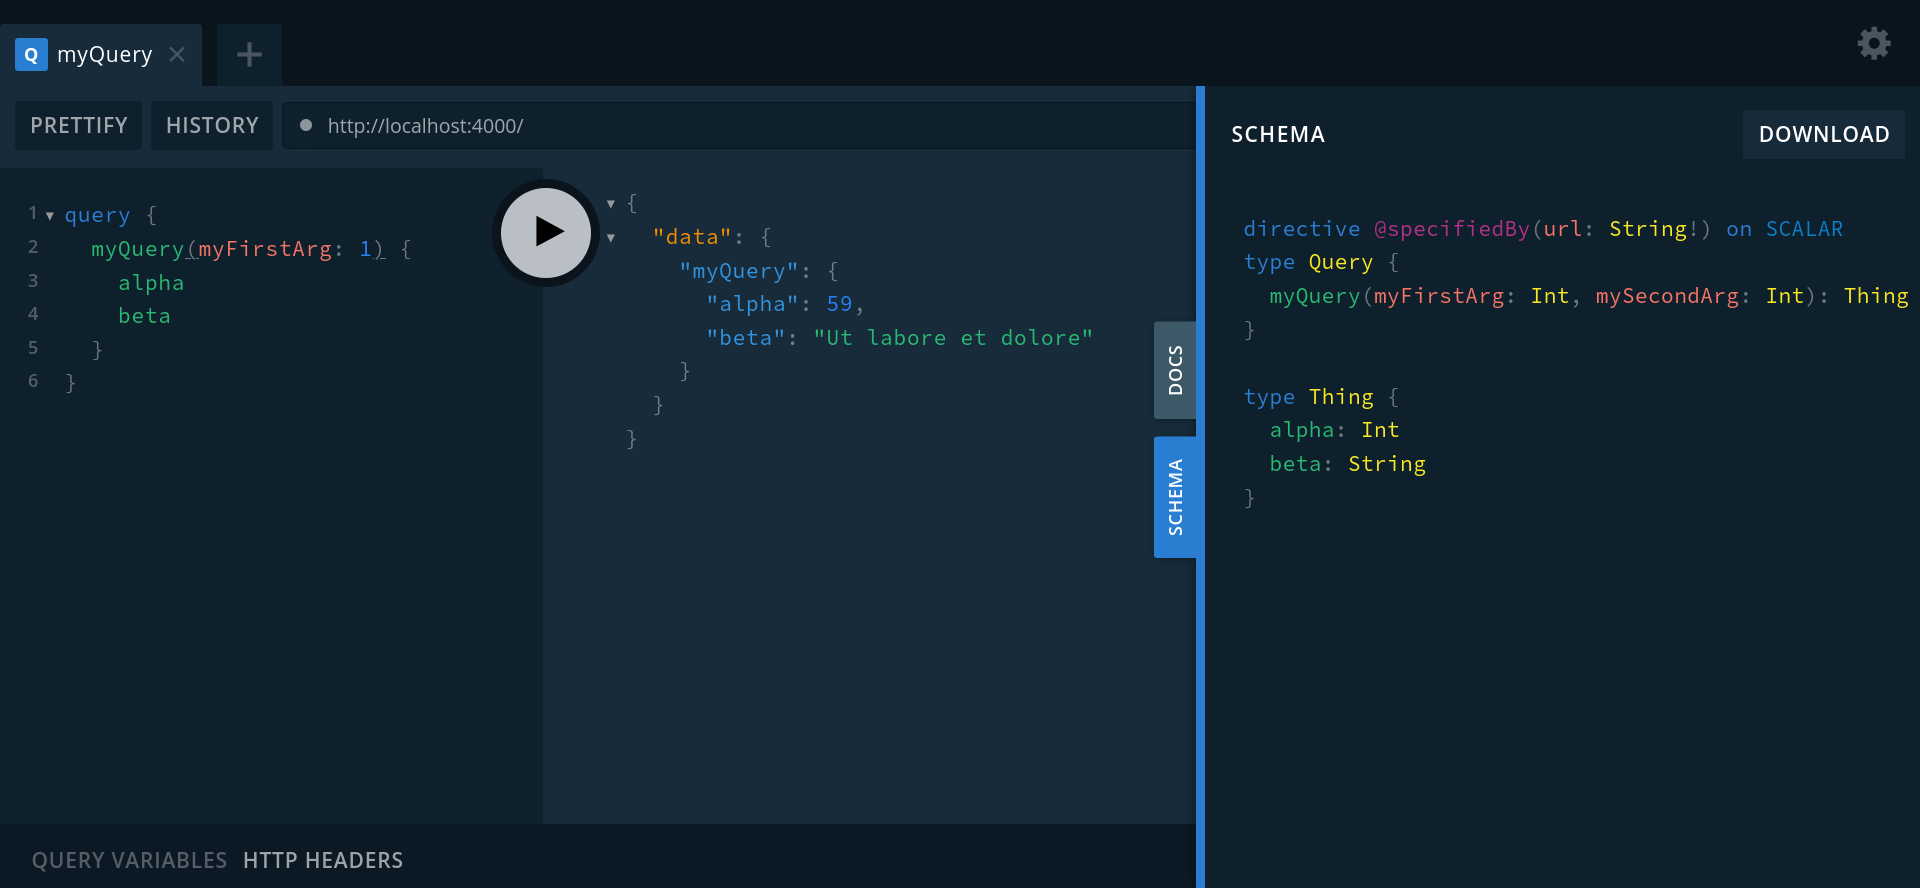 Q myQuery
PRETTIFY HISTORY http://localhost:4000/
1 query {
2 myQuery(myFirstArg: 1) {
3 alpha
4 beta
5 }
6 }
{
"data": {
"myQuery": {
"alpha": 59,
"beta": "Ut labore et dolore"
}
}
}
DOCS
SCHEMA
SCHEMA DOWNLOAD
directive @specifiedBy(url: String!) on SCALAR
type Query {
myQuery(myFirstArg: Int, mySecondArg: Int): Thing
}
type Thing {
alpha: Int
beta: String
}
QUERY VARIABLES HTTP HEADERS